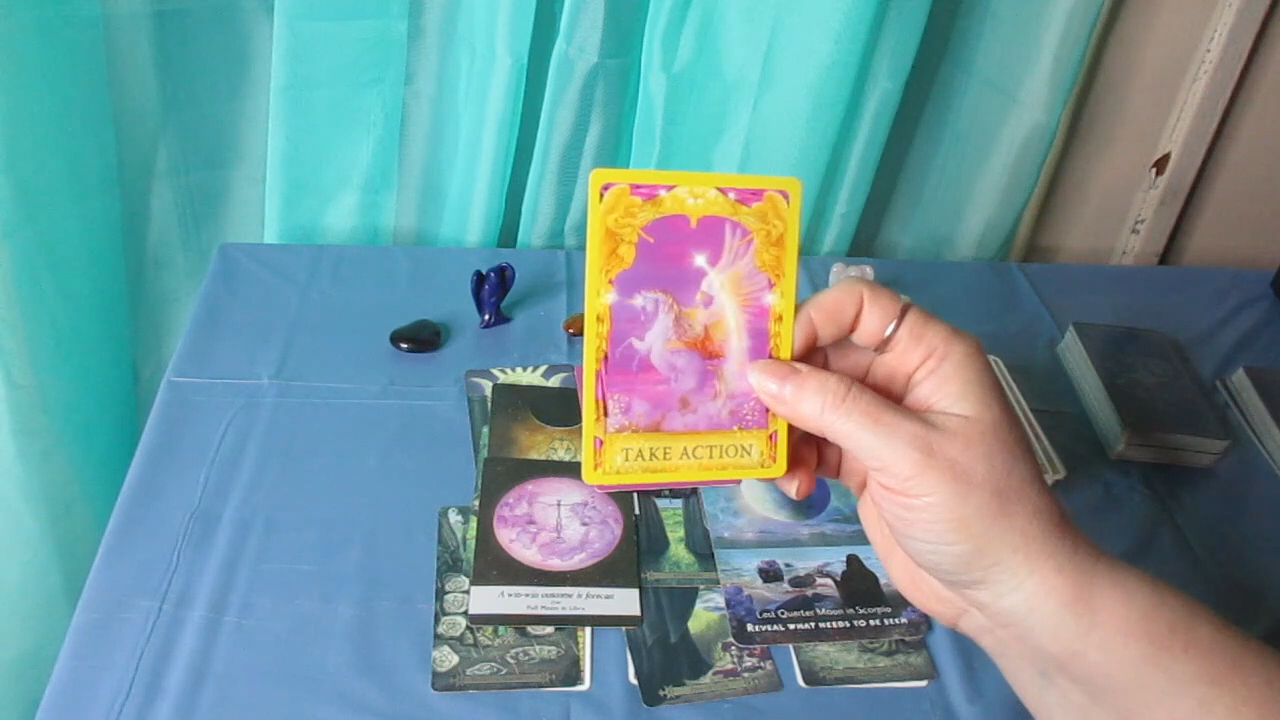 TAKE ACTION
A win-win outcome is forecast
Full Moon in Libra
Last Quarter Moon in Scorpio
REVEAL WHAT NEEDS TO BE SEEN